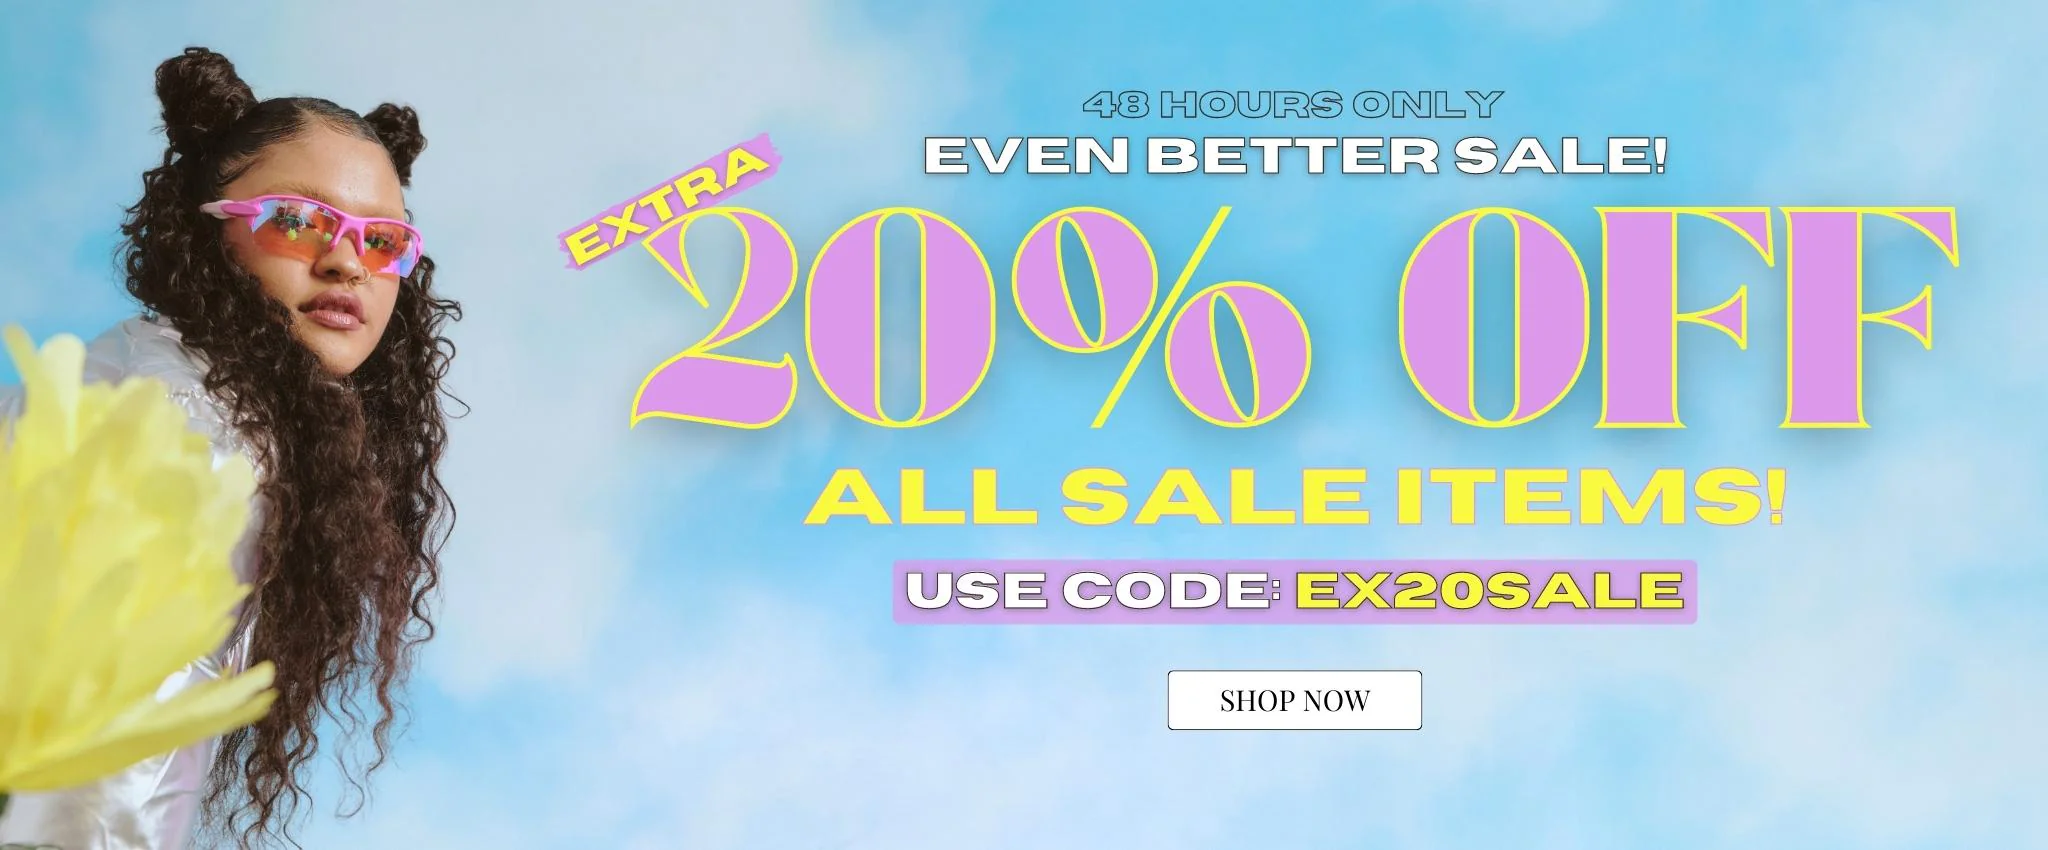 48 HOURS ONLY
EVEN BETTER SALE!
EXTRA
20% OFF
ALL SALE ITEMS!
USE CODE: EX20SALE
SHOP NOW